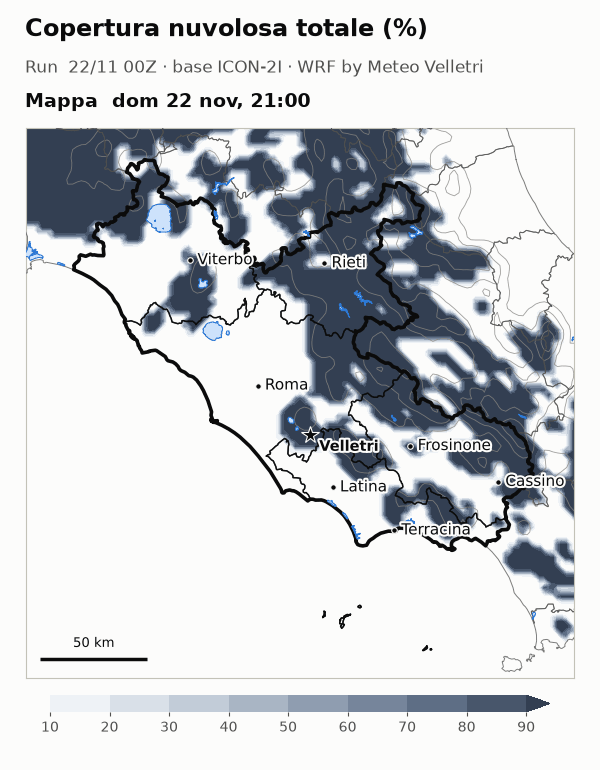 Copertura nuvolosa totale (%)
Run 22/11 00Z · base ICON-2I · WRF by Meteo Velletri
Mappa dom 22 nov, 21:00
Viterbo
Rieti
Roma
Velletri
Frosinone
Cassino
Latina
Terracina
50 km
10 20 30 40 50 60 70 80 90